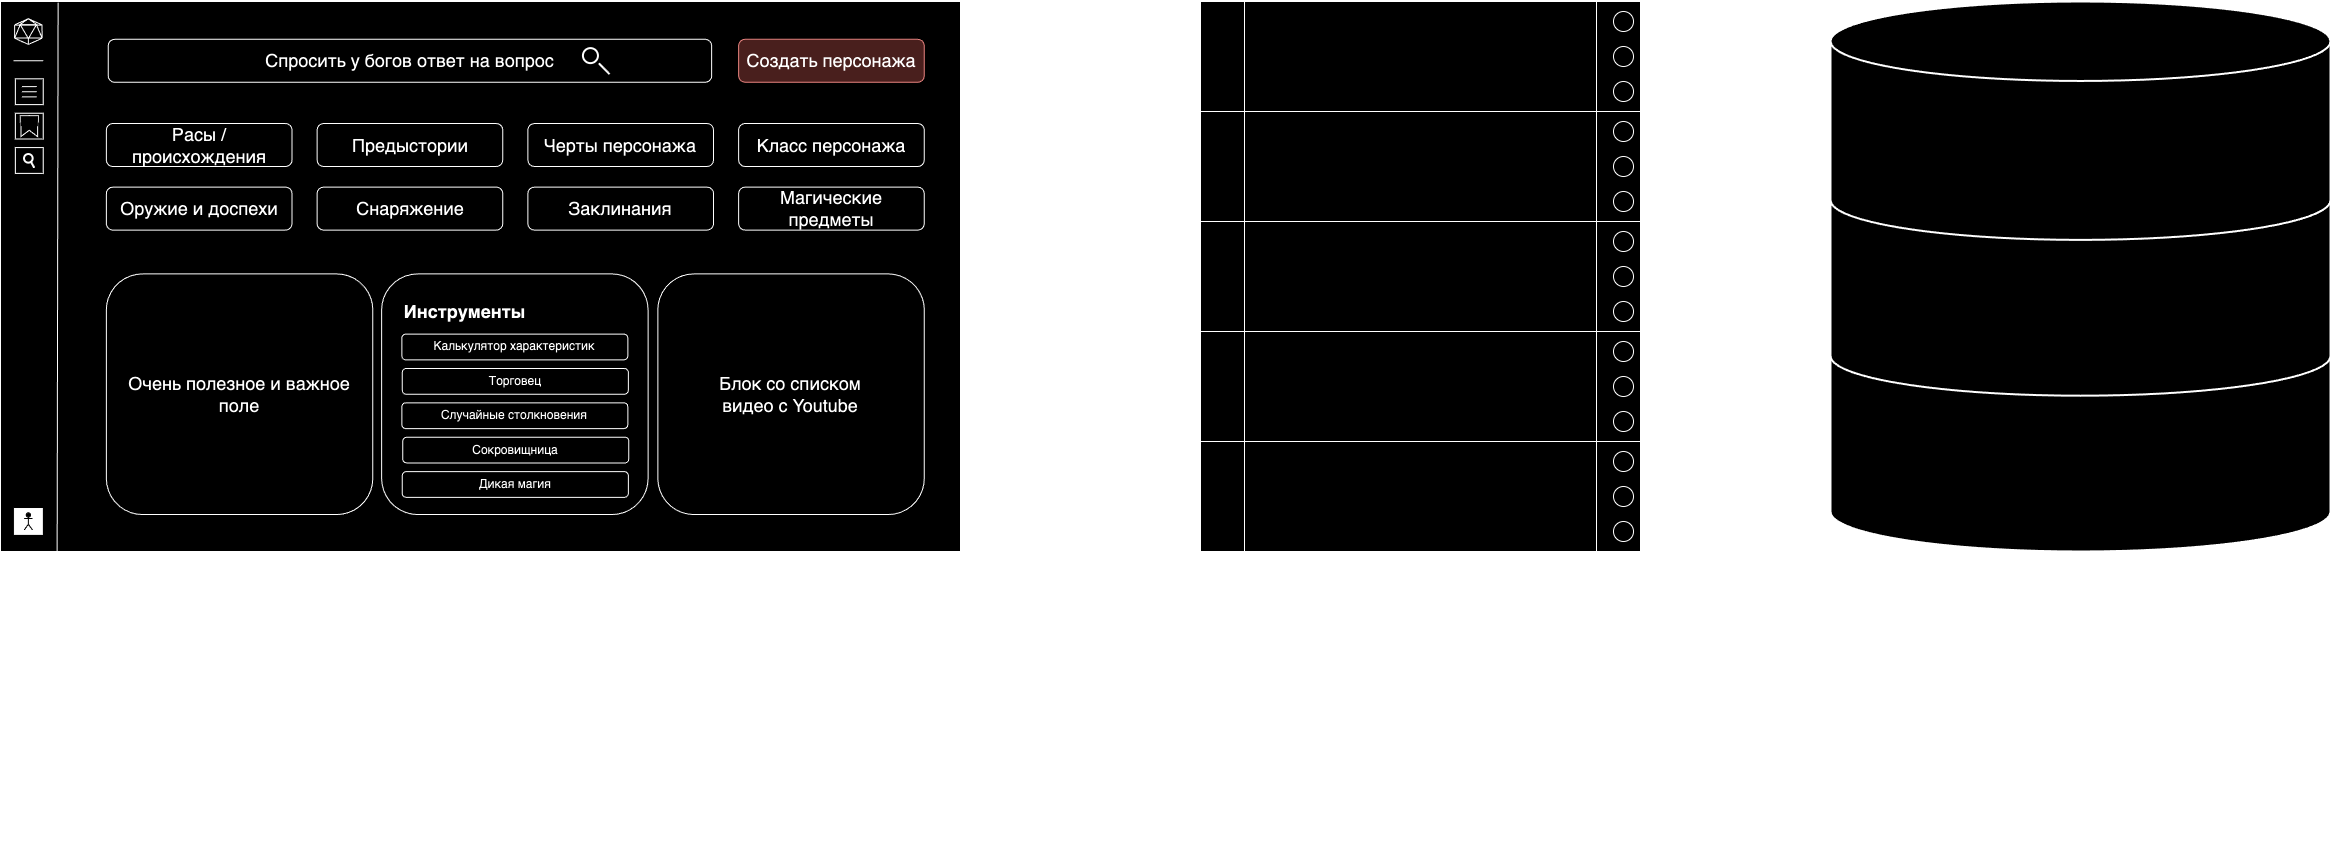 Спросить у богов ответ на вопрос
Создать персонажа
Расы /
происхождения
Предыстории
Черты персонажа
Класс персонажа
Оружие и доспехи
Снаряжение
Заклинания
Магические
предметы
Очень полезное и важное
поле
Инструменты
Калькулятор характеристик
Торговец
Случайные столкновения
Сокровищница
Дикая магия
Блок со списком
видео с Youtube